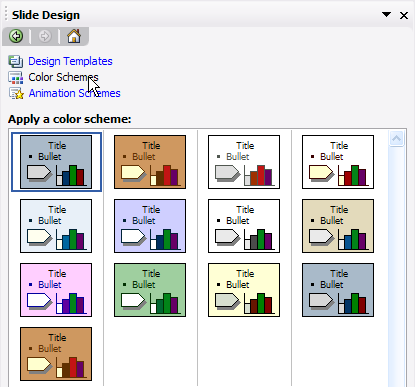 Slide Design
Design Templates
Color Schemes
Animation Schemes
Apply a color scheme:
Title
Bullet
Title
Bullet
Title
Bullet
Title
Bullet
Title
Bullet
Title
Bullet
Title
Bullet
Title
Bullet
Title
Bullet
Title
Bullet
Title
Bullet
Title
Bullet
Title
Bullet